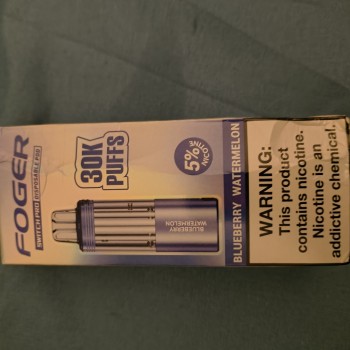 FOGER
SWITCH PRO DISPOSABLE POD
30K
PUFFS
5%
NICOTINE
BLUEBERRY
WATERMELON
BLUEBERRY WATERMELON
WARNING:
This product
contains nicotine.
Nicotine is an
addictive chemical.